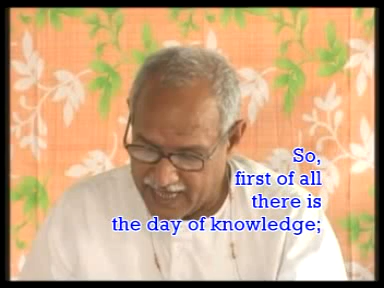 So,
first of all
there is
the day of knowledge;